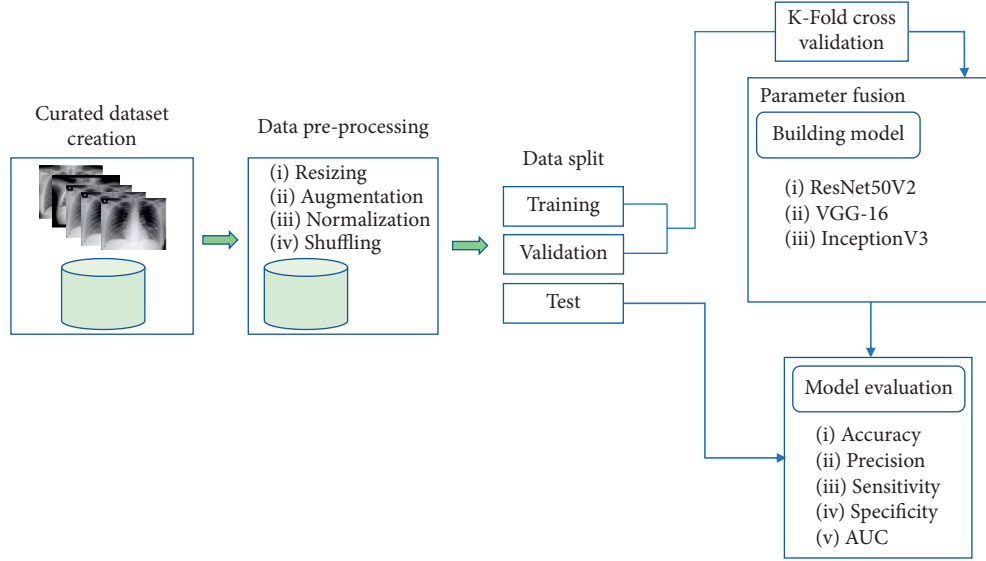 Curated dataset
creation
Data pre-processing
(i) Resizing
(ii) Augmentation
(iii) Normalization
(iv) Shuffling
Data split
Training
Validation
Test
K-Fold cross
validation
Parameter fusion
Building model
(i) ResNet50V2
(ii) VGG-16
(iii) InceptionV3
Model evaluation
(i) Accuracy
(ii) Precision
(iii) Sensitivity
(iv) Specificity
(v) AUC